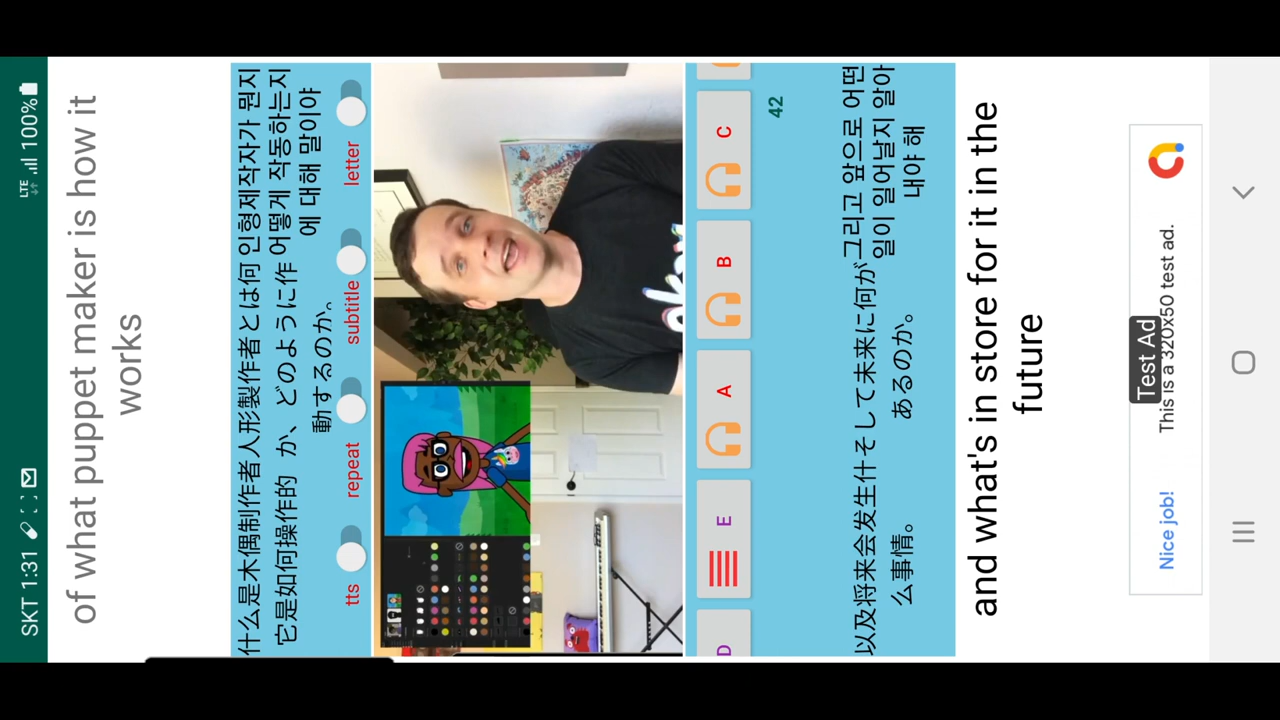 SKT 1:31 LTE 100%
of what puppet maker is how it
works
什么是木偶制作者
它是如何操作的
人形製作者とは何
か、どのように作
動するのか。
인형제작자가 뭔지
어떻게 작동하는지
에 대해 말이야
tts repeat subtitle letter
D E A B C
42
以及将来会发生什
么事情。
そして未来に何が
あるのか。
그리고 앞으로 어떤
일이 일어날지 알아
내야 해
and what's in store for it in the
future
Test Ad
Nice job! This is a 320x50 test ad.